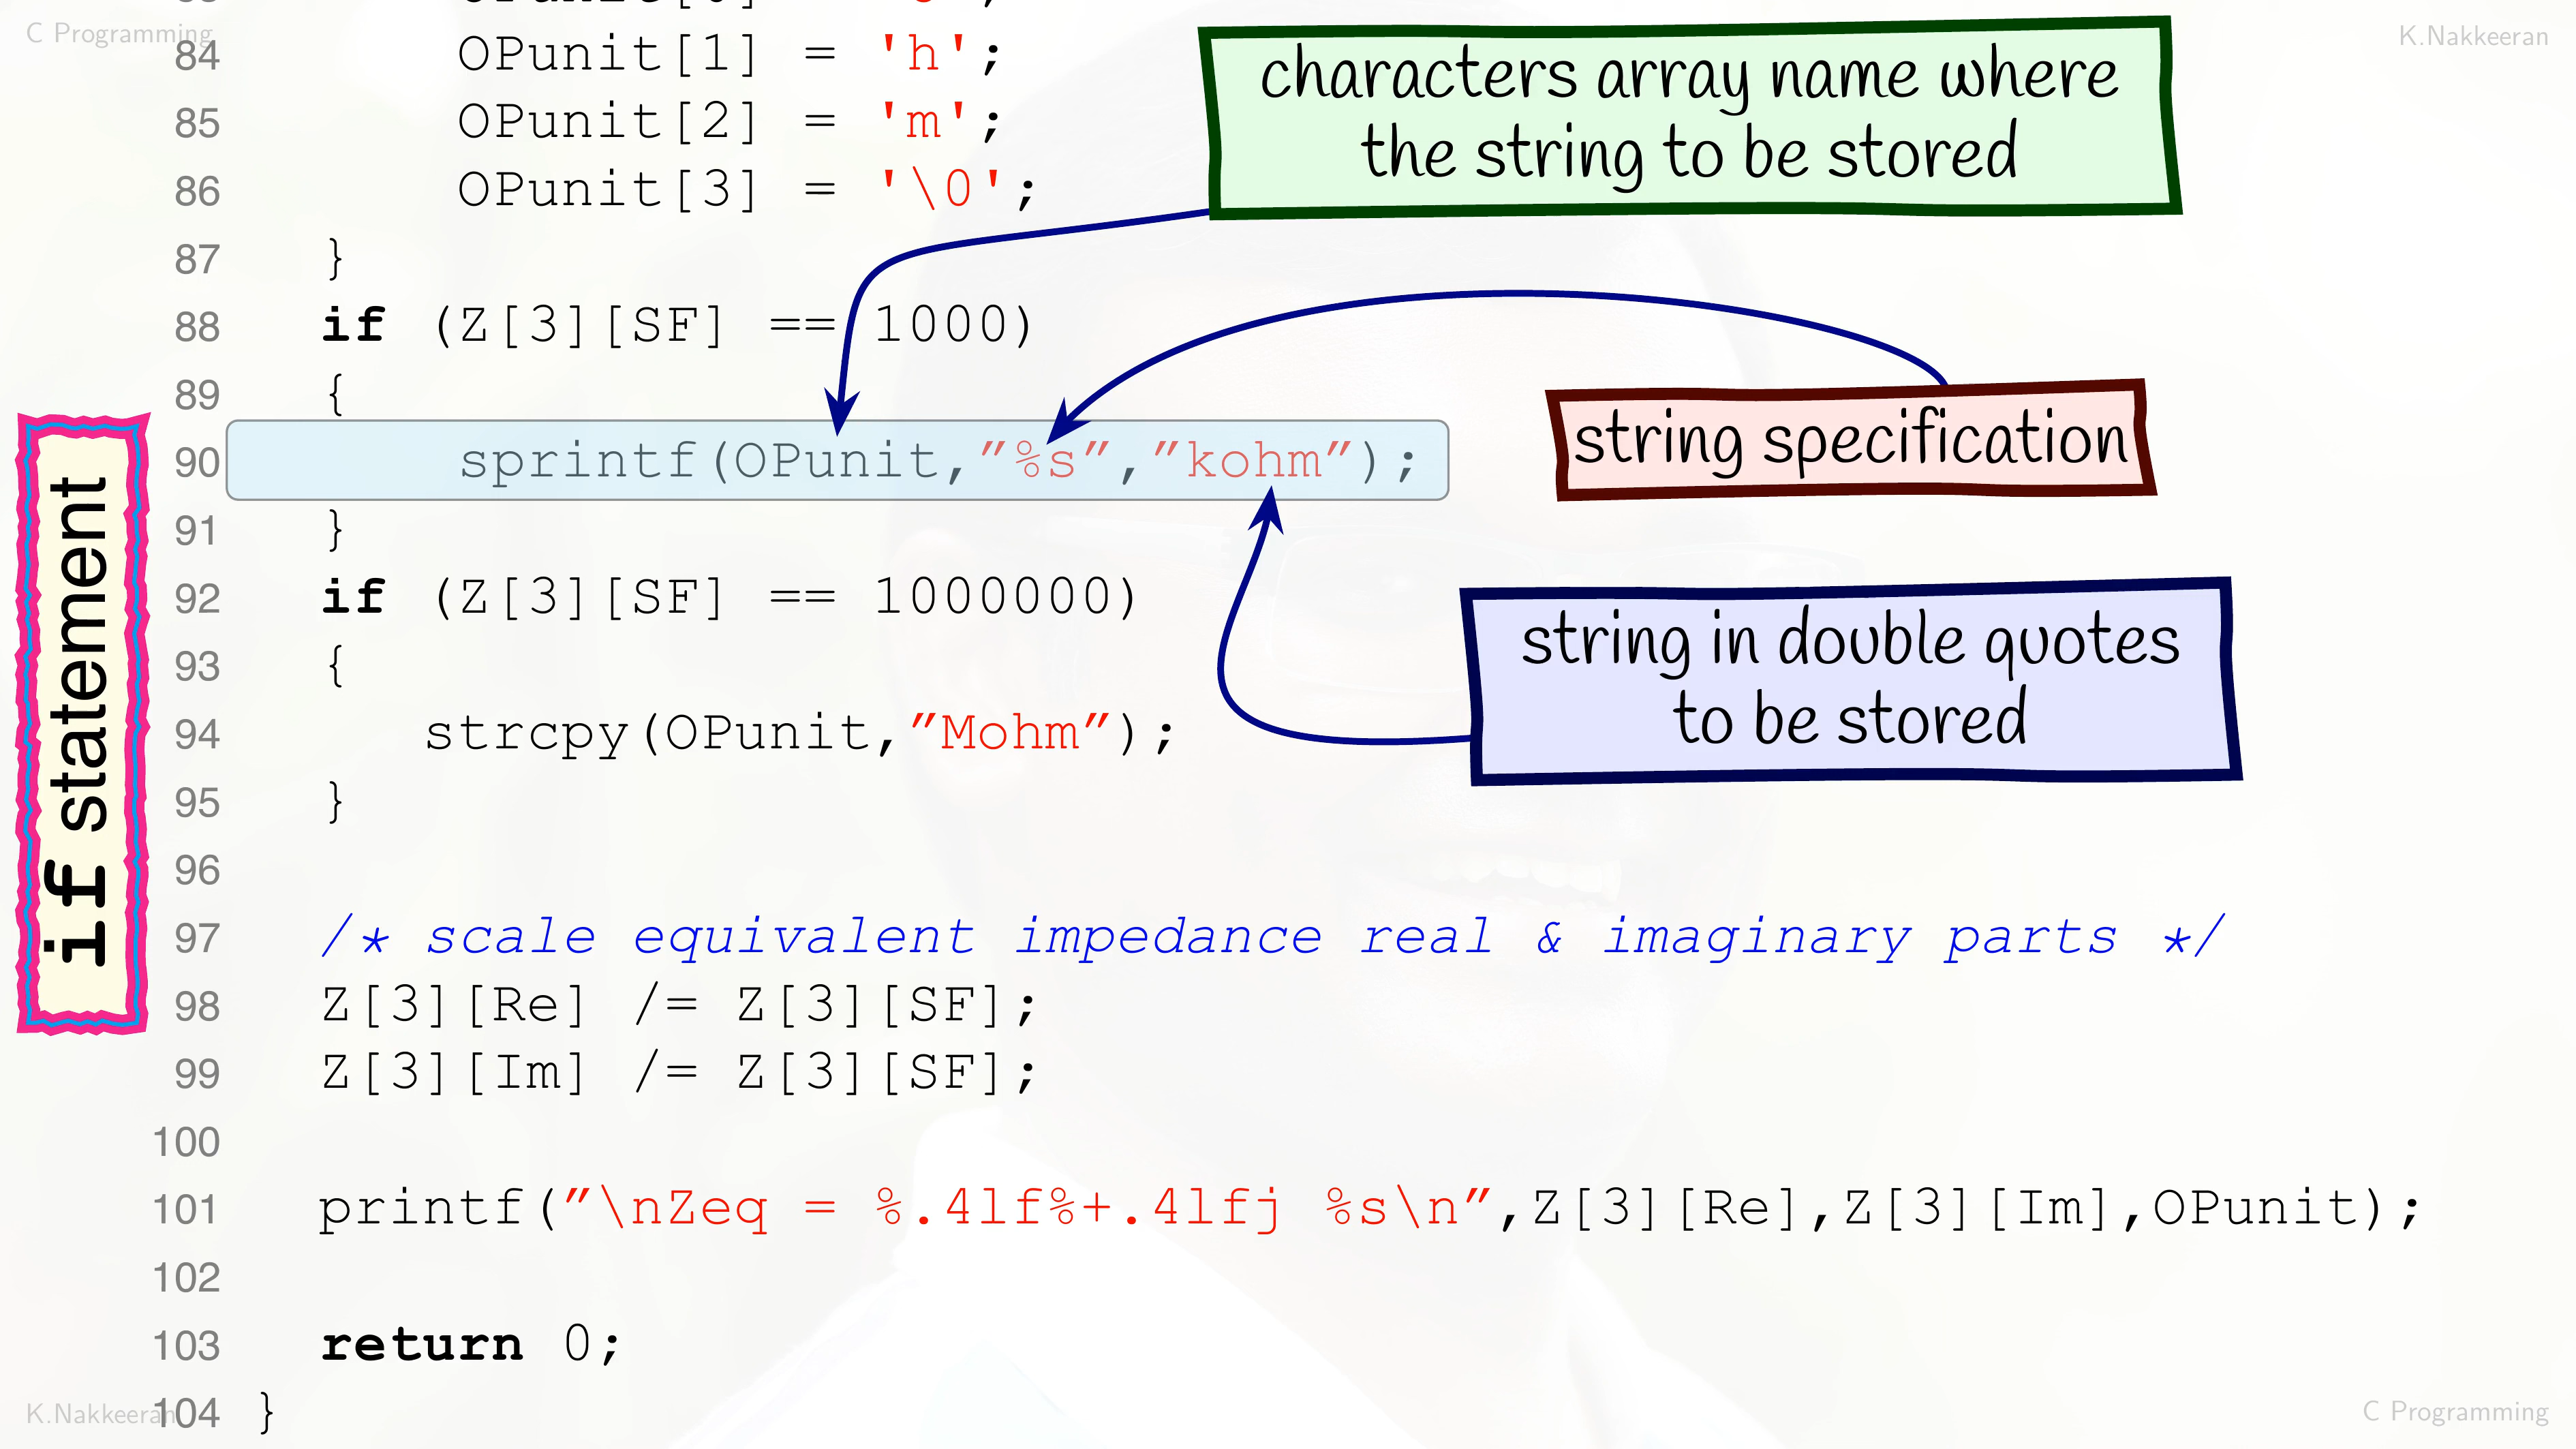 C Programming
K.Nakkeeran
84 OPunit[1] = 'h';
85 OPunit[2] = 'm';
86 OPunit[3] = '\0';
87 }
88 if (Z[3][SF] == 1000)
89 {
90 sprintf(OPunit,"%s","kohm");
91 }
92 if (Z[3][SF] == 1000000)
93 {
94 strcpy(OPunit,"Mohm");
95 }
96
97 /* scale equivalent impedance real & imaginary parts */
98 Z[3][Re] /= Z[3][SF];
99 Z[3][Im] /= Z[3][SF];
100
101 printf("\nZeq = %.4lf%+.4lfj %s\n",Z[3][Re],Z[3][Im],OPunit);
102
103 return 0;
104 }
characters array name where
the string to be stored
string specification
string in double quotes
to be stored
if statement
K.Nakkeeran
C Programming